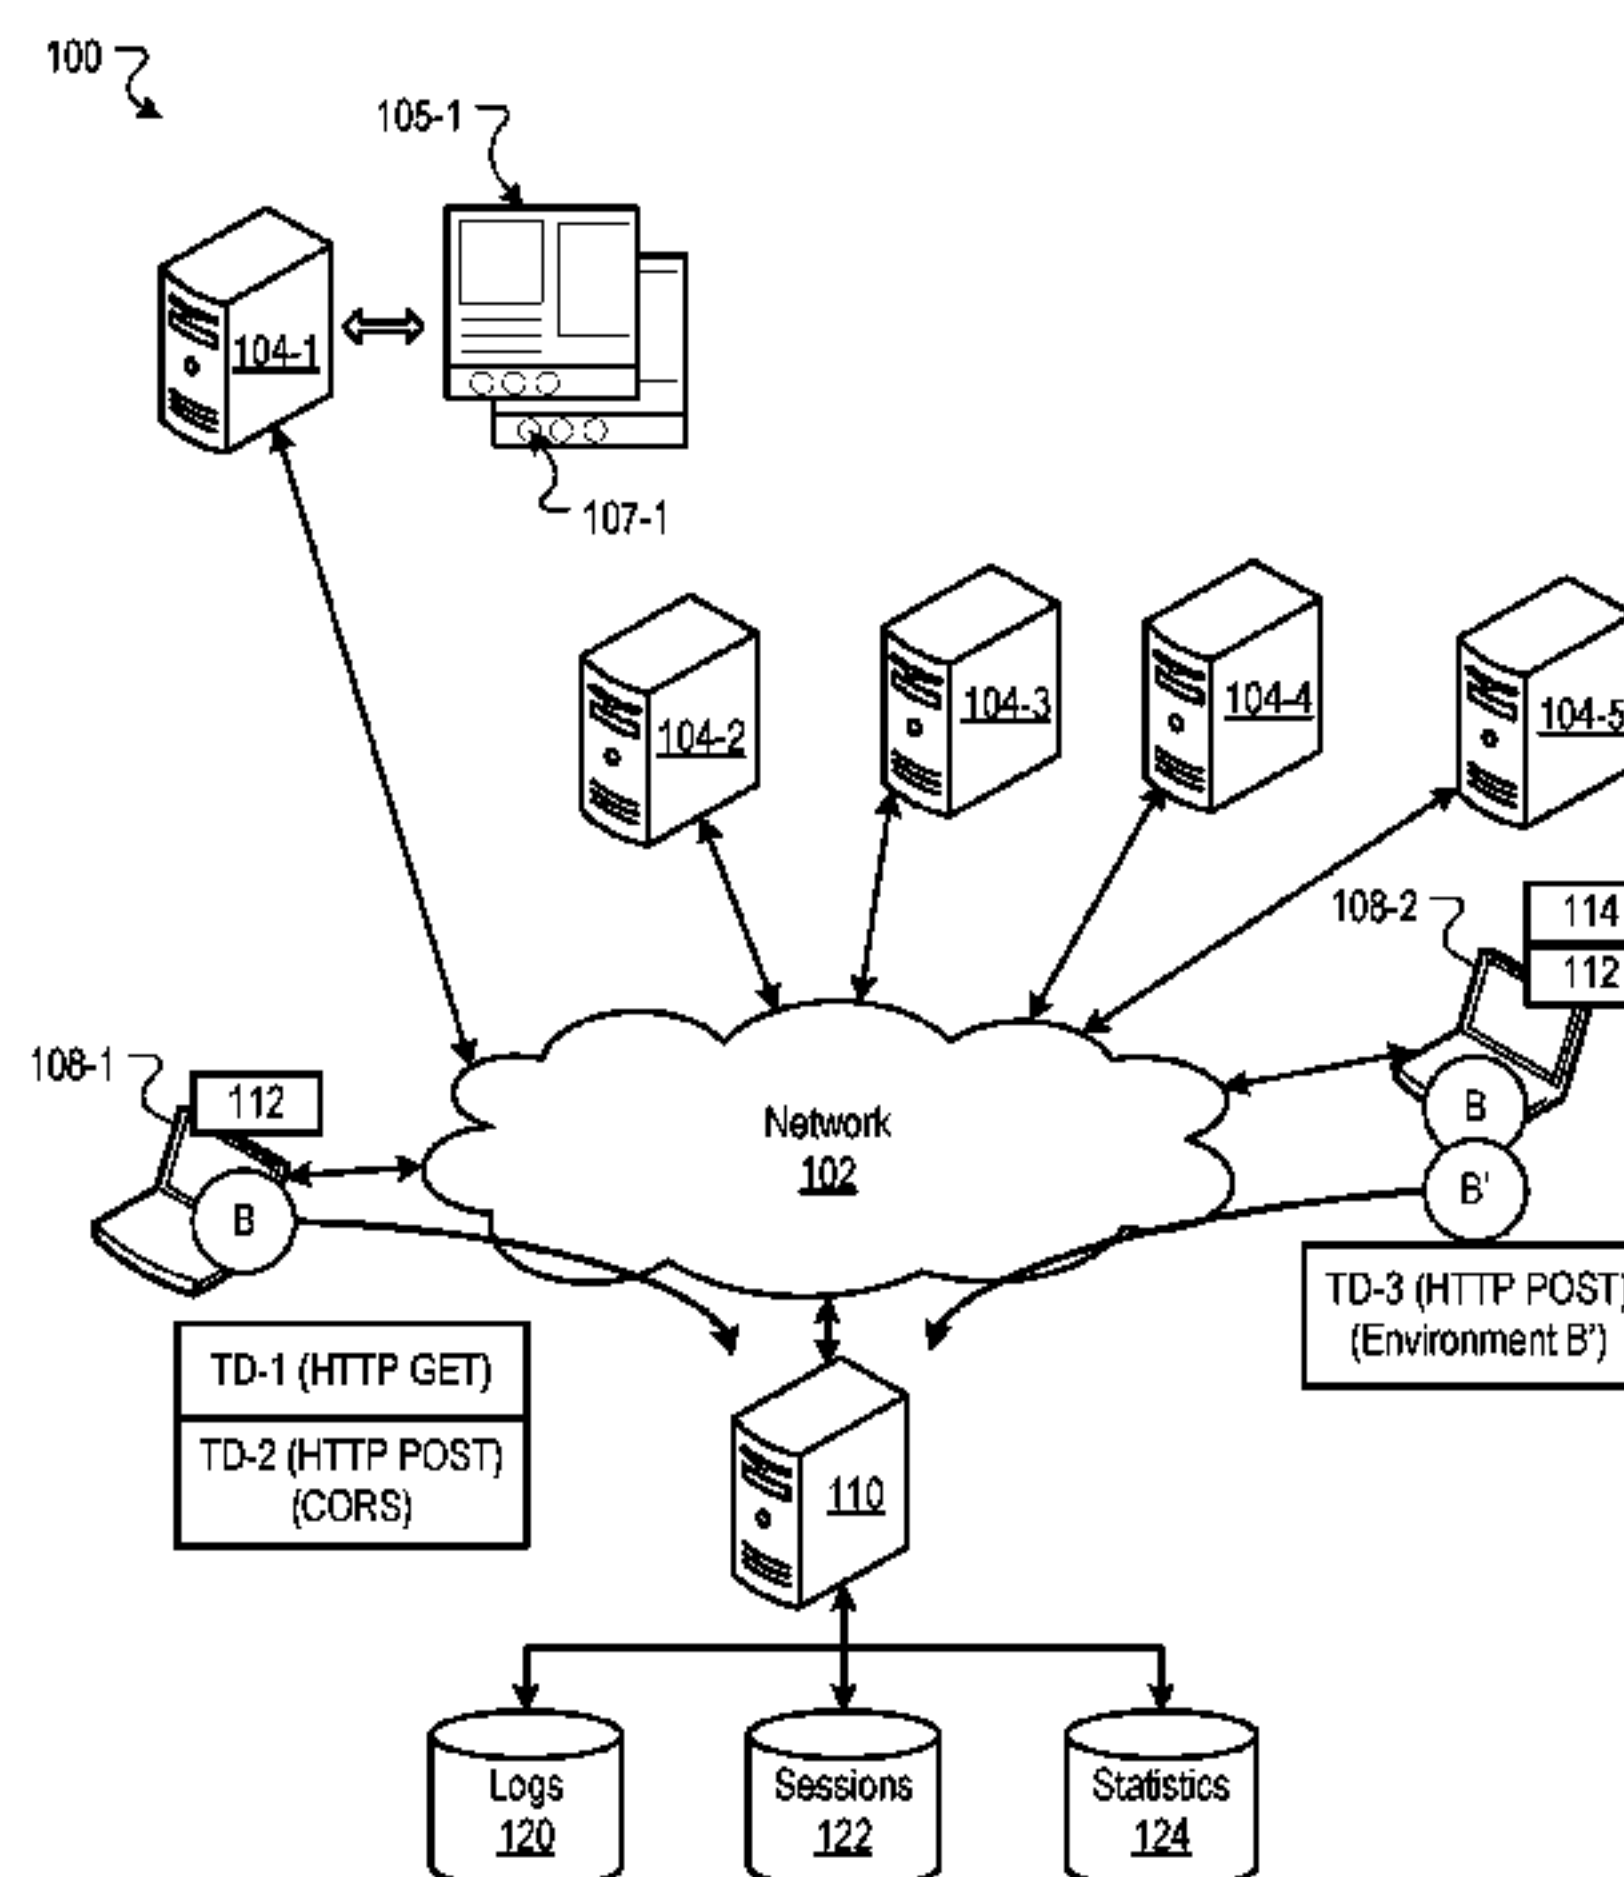 100
105-1
104-1
107-1
104-2
104-3
104-4
104-5
108-2
114
112
108-1
112
Network
102
B
B
B'
TD-1 (HTTP GET)
TD-2 (HTTP POST)
(CORS)
TD-3 (HTTP POST)
(Environment B')
110
Logs
120
Sessions
122
Statistics
124